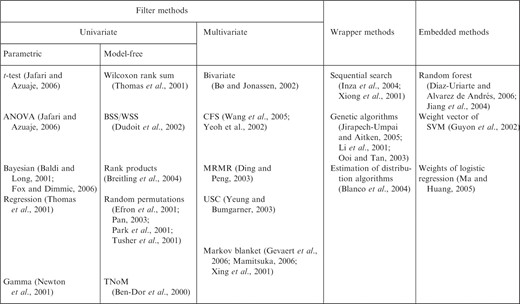 Filter methods
Univariate
Multivariate
Wrapper methods
Embedded methods
Parametric
Model-free
t-test (Jafari and
Azuaje, 2006)
Wilcoxon rank sum
(Thomas et al., 2001)
Bivariate
(Bø and Jonassen, 2002)
Sequential search
(Inza et al., 2004;
Xiong et al., 2001)
Random forest
(Diaz-Uriarte and
Alvarez de Andrés, 2006;
Jiang et al., 2004)
ANOVA (Jafari and
Azuaje, 2006)
BSS/WSS
(Dudoit et al., 2002)
CFS (Wang et al., 2005;
Yeoh et al., 2002)
Genetic algorithms
(Jirapech-Umpai
and Aitken, 2005;
Li et al., 2001;
Ooi and Tan, 2003)
Weight vector of
SVM (Guyon et al., 2002)
Bayesian (Baldi and
Long, 2001;
Fox and Dimmic, 2006)
Rank products
(Breitling et al., 2004)
MRMR (Ding and
Peng, 2003)
Estimation of distribu-
tion algorithms
(Blanco et al., 2004)
Weights of logistic
regression (Ma and
Huang, 2005)
Regression (Thomas
et al., 2001)
Random permutations
(Efron et al., 2001;
Pan, 2003;
Park et al., 2001;
Tusher et al., 2001)
USC (Yeung and
Bumgarner, 2003)
Markov blanket (Gevaert et al.,
2006; Mamitsuka, 2006;
Xing et al., 2001)
Gamma (Newton
et al., 2001)
TNoM
(Ben-Dor et al., 2000)